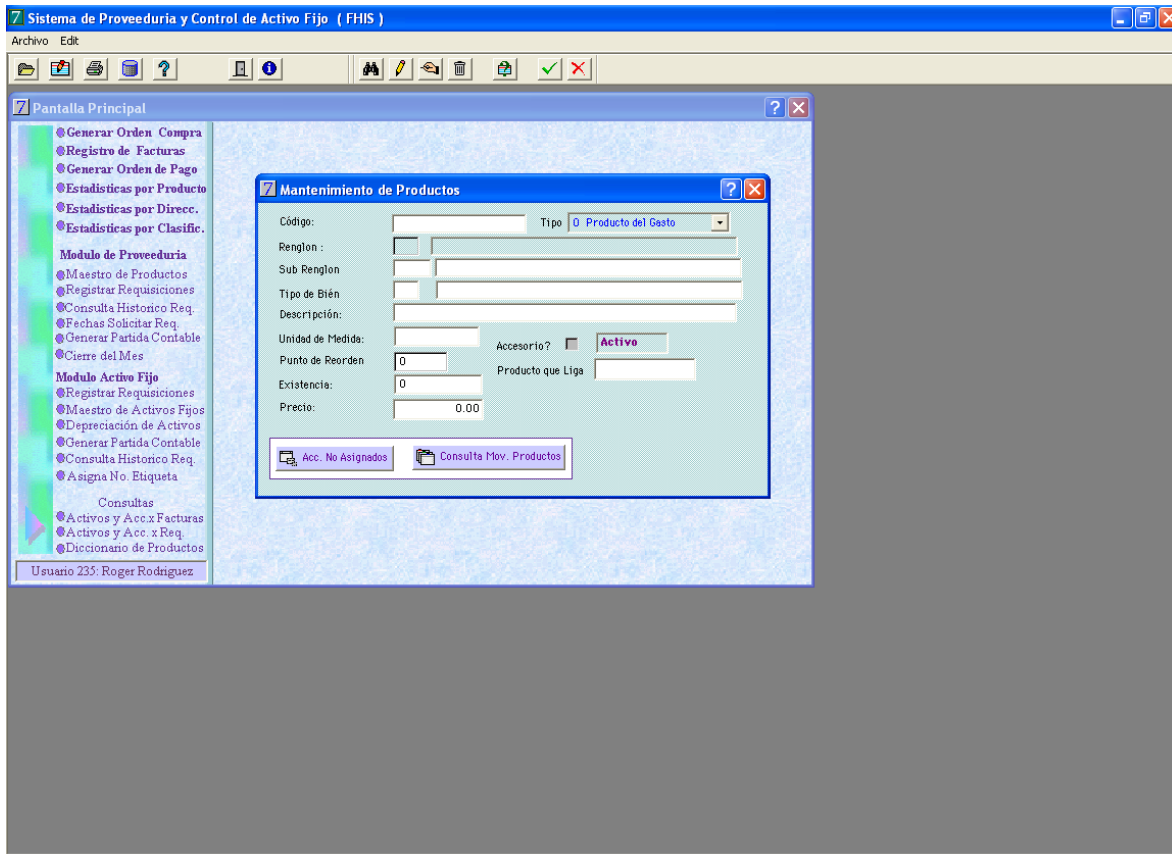 Sistema de Proveeduria y Control de Activo Fijo ( FHIS )
Archivo Edit
Pantalla Principal
Generar Orden Compra
Registro de Facturas
Generar Orden de Pago
Estadisticas por Producto
Estadisticas por Direcc.
Estadisticas por Clasific.
Modulo de Proveeduria
Maestro de Productos
Registrar Requisiciones
Consulta Historico Req.
Fechas Solicitar Req.
Generar Partida Contable
Cierre del Mes
Modulo Activo Fijo
Registrar Requisiciones
Maestro de Activos Fijos
Depreciación de Activos
Generar Partida Contable
Consulta Historico Req.
Asigna No. Etiqueta
Consultas
Activos y Acc.x Facturas
Activos y Acc. x Req.
Diccionario de Productos
Usuario 235: Roger Rodriguez
Mantenimiento de Productos
Código: Tipo 0 Producto del Gasto
Renglon :
Sub Renglon
Tipo de Bién
Descripción:
Unidad de Medida:
Accesorio? Activo
Punto de Reorden 0
Producto que Liga
Existencia: 0
Precio: 0.00
Acc. No Asignados Consulta Mov. Productos